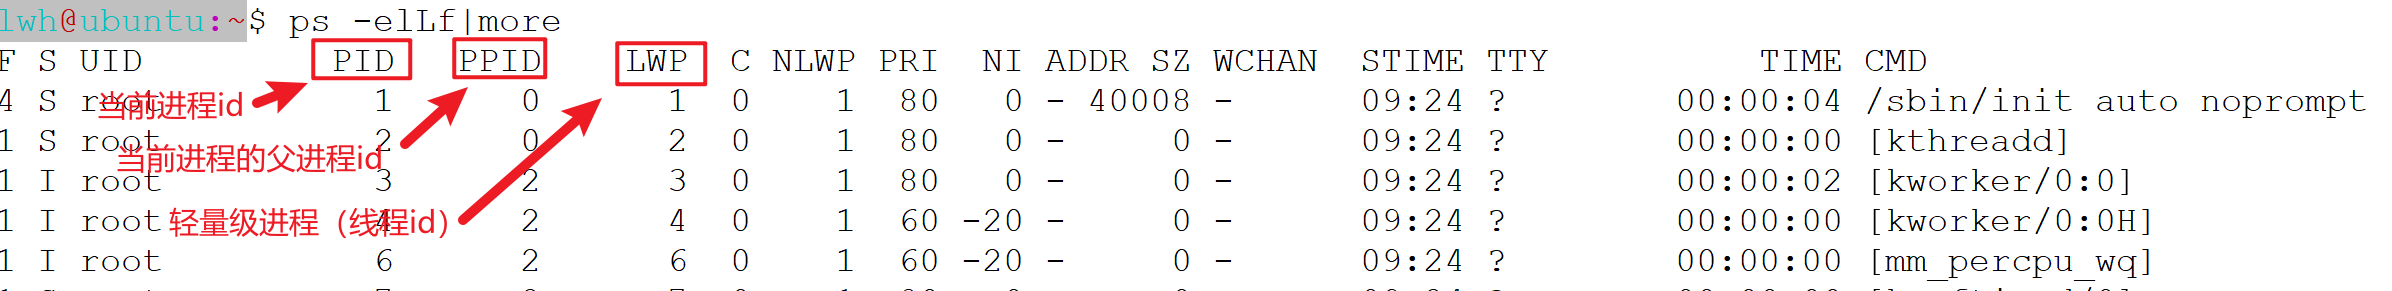 lwh@ubuntu:~$ ps -elLf|more
F S UID PID PPID LWP C NLWP PRI NI ADDR SZ WCHAN STIME TTY TIME CMD
4 S root 1 0 1 0 1 80 0 - 40008 - 09:24 ? 00:00:04 /sbin/init auto noprompt
当前进程id
1 S root 2 0 2 0 1 80 0 - 0 - 09:24 ? 00:00:00 [kthreadd]
当前进程的父进程id
1 I root 3 2 3 0 1 80 0 - 0 - 09:24 ? 00:00:02 [kworker/0:0]
1 I root 4 2 4 0 1 60 -20 - 0 - 09:24 ? 00:00:00 [kworker/0:0H]
轻量级进程（线程id）
1 I root 6 2 6 0 1 60 -20 - 0 - 09:24 ? 00:00:00 [mm_percpu_wq]